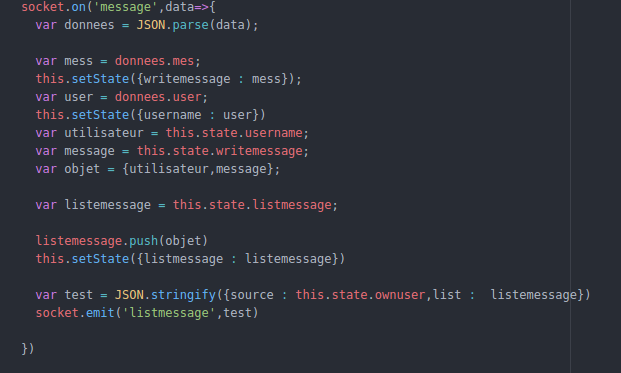 socket.on('message',data=>{
var donnees = JSON.parse(data);
var mess = donnees.mes;
this.setState({writemessage : mess});
var user = donnees.user;
this.setState({username : user})
var utilisateur = this.state.username;
var message = this.state.writemessage;
var objet = {utilisateur,message};
var listemessage = this.state.listmessage;
listemessage.push(objet)
this.setState({listmessage : listemessage})
var test = JSON.stringify({source : this.state.ownuser,list :  listemessage})
socket.emit('listmessage',test)
})